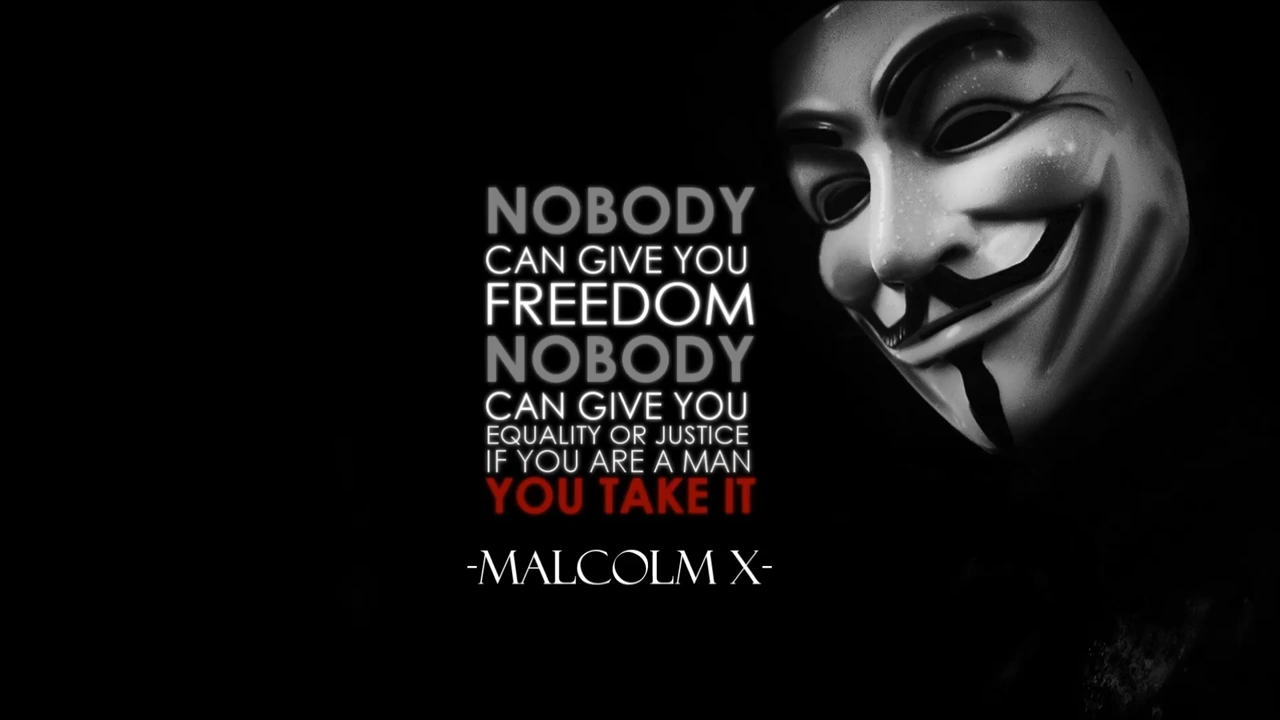 NOBODY
CAN GIVE YOU
FREEDOM
NOBODY
CAN GIVE YOU
EQUALITY OR JUSTICE
IF YOU ARE A MAN
YOU TAKE IT
-MALCOLM X-